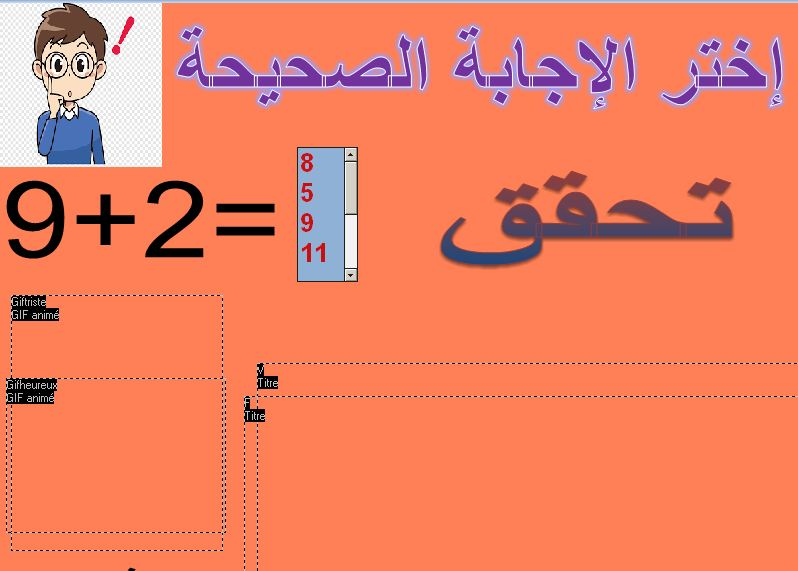 إختر الإجابة الصحيحة
9+2=
8
5
9
11
تحقق
Giftriste
GIF animé
Gifheureux
GIF animé
V
Titre
F
Titre